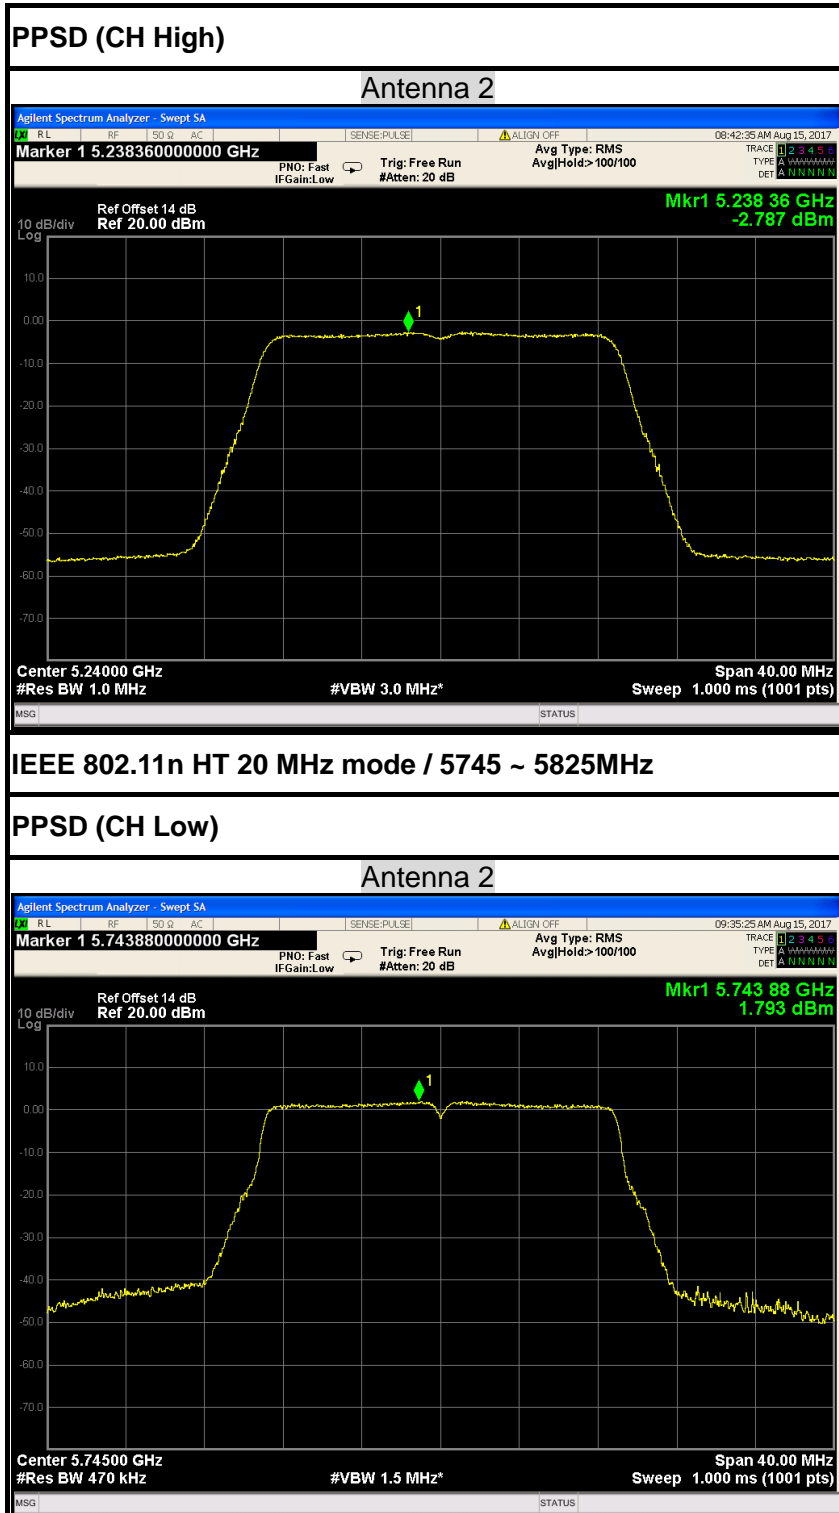 PPSD (CH High)
Antenna 2
Agilent Spectrum Analyzer - Swept SA
LXI RL RF 50 Ω AC SENSE:PULSE ALIGN OFF 08:42:35 AM Aug 15, 2017
Marker 1 5.238360000000 GHz Avg Type: RMS TRACE 1 2 3 4 5 6
PNO: Fast Trig: Free Run Avg|Hold:>100/100 TYPE A WWWWW
IFGain:Low #Atten: 20 dB DET A N N N N N
Mkr1 5.238 36 GHz
-2.787 dBm
Ref Offset 14 dB
10 dB/div Ref 20.00 dBm
Log
10.0
1
0.00
-10.0
-20.0
-30.0
-40.0
-50.0
-60.0
-70.0
Center 5.24000 GHz Span 40.00 MHz
#Res BW 1.0 MHz #VBW 3.0 MHz* Sweep 1.000 ms (1001 pts)
MSG STATUS
IEEE 802.11n HT 20 MHz mode / 5745 ~ 5825MHz
PPSD (CH Low)
Antenna 2
Agilent Spectrum Analyzer - Swept SA
LXI RL RF 50 Ω AC SENSE:PULSE ALIGN OFF 09:35:25 AM Aug 15, 2017
Marker 1 5.743880000000 GHz Avg Type: RMS TRACE 1 2 3 4 5 6
PNO: Fast Trig: Free Run Avg|Hold:>100/100 TYPE A WWWWW
IFGain:Low #Atten: 20 dB DET A N N N N N
Mkr1 5.743 88 GHz
1.793 dBm
Ref Offset 14 dB
10 dB/div Ref 20.00 dBm
Log
10.0
1
0.00
-10.0
-20.0
-30.0
-40.0
-50.0
-60.0
-70.0
Center 5.74500 GHz Span 40.00 MHz
#Res BW 470 kHz #VBW 1.5 MHz* Sweep 1.000 ms (1001 pts)
MSG STATUS